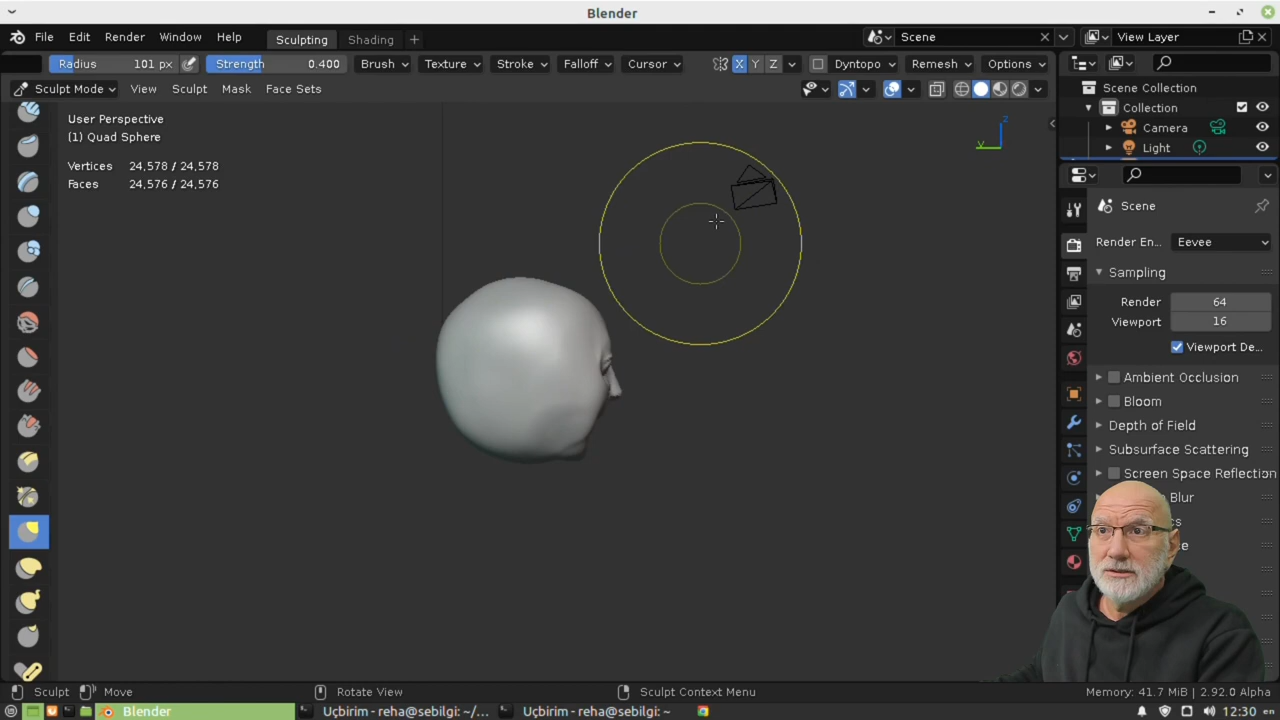 Blender
File Edit Render Window Help Sculpting Shading + Scene View Layer
Radius 101 px Strength 0.400 Brush Texture Stroke Falloff Cursor X Y Z Dyntopo Remesh Options
Sculpt Mode View Sculpt Mask Face Sets
Scene Collection
Collection
Camera
Light
User Perspective
(1) Quad Sphere
Vertices 24,578 / 24,578
Faces 24,576 / 24,576
Z
Y
Scene
Render En... Eevee
Sampling
Render 64
Viewport 16
Viewport De...
Ambient Occlusion
Bloom
Depth of Field
Subsurface Scattering
Screen Space Reflection
Blur
Sculpt Move Rotate View Sculpt Context Menu Memory: 41.7 MiB | 2.92.0 Alpha
Blender Uçbirim - reha@sebilgi: ~/... Uçbirim - reha@sebilgi: ~ 12:30 en